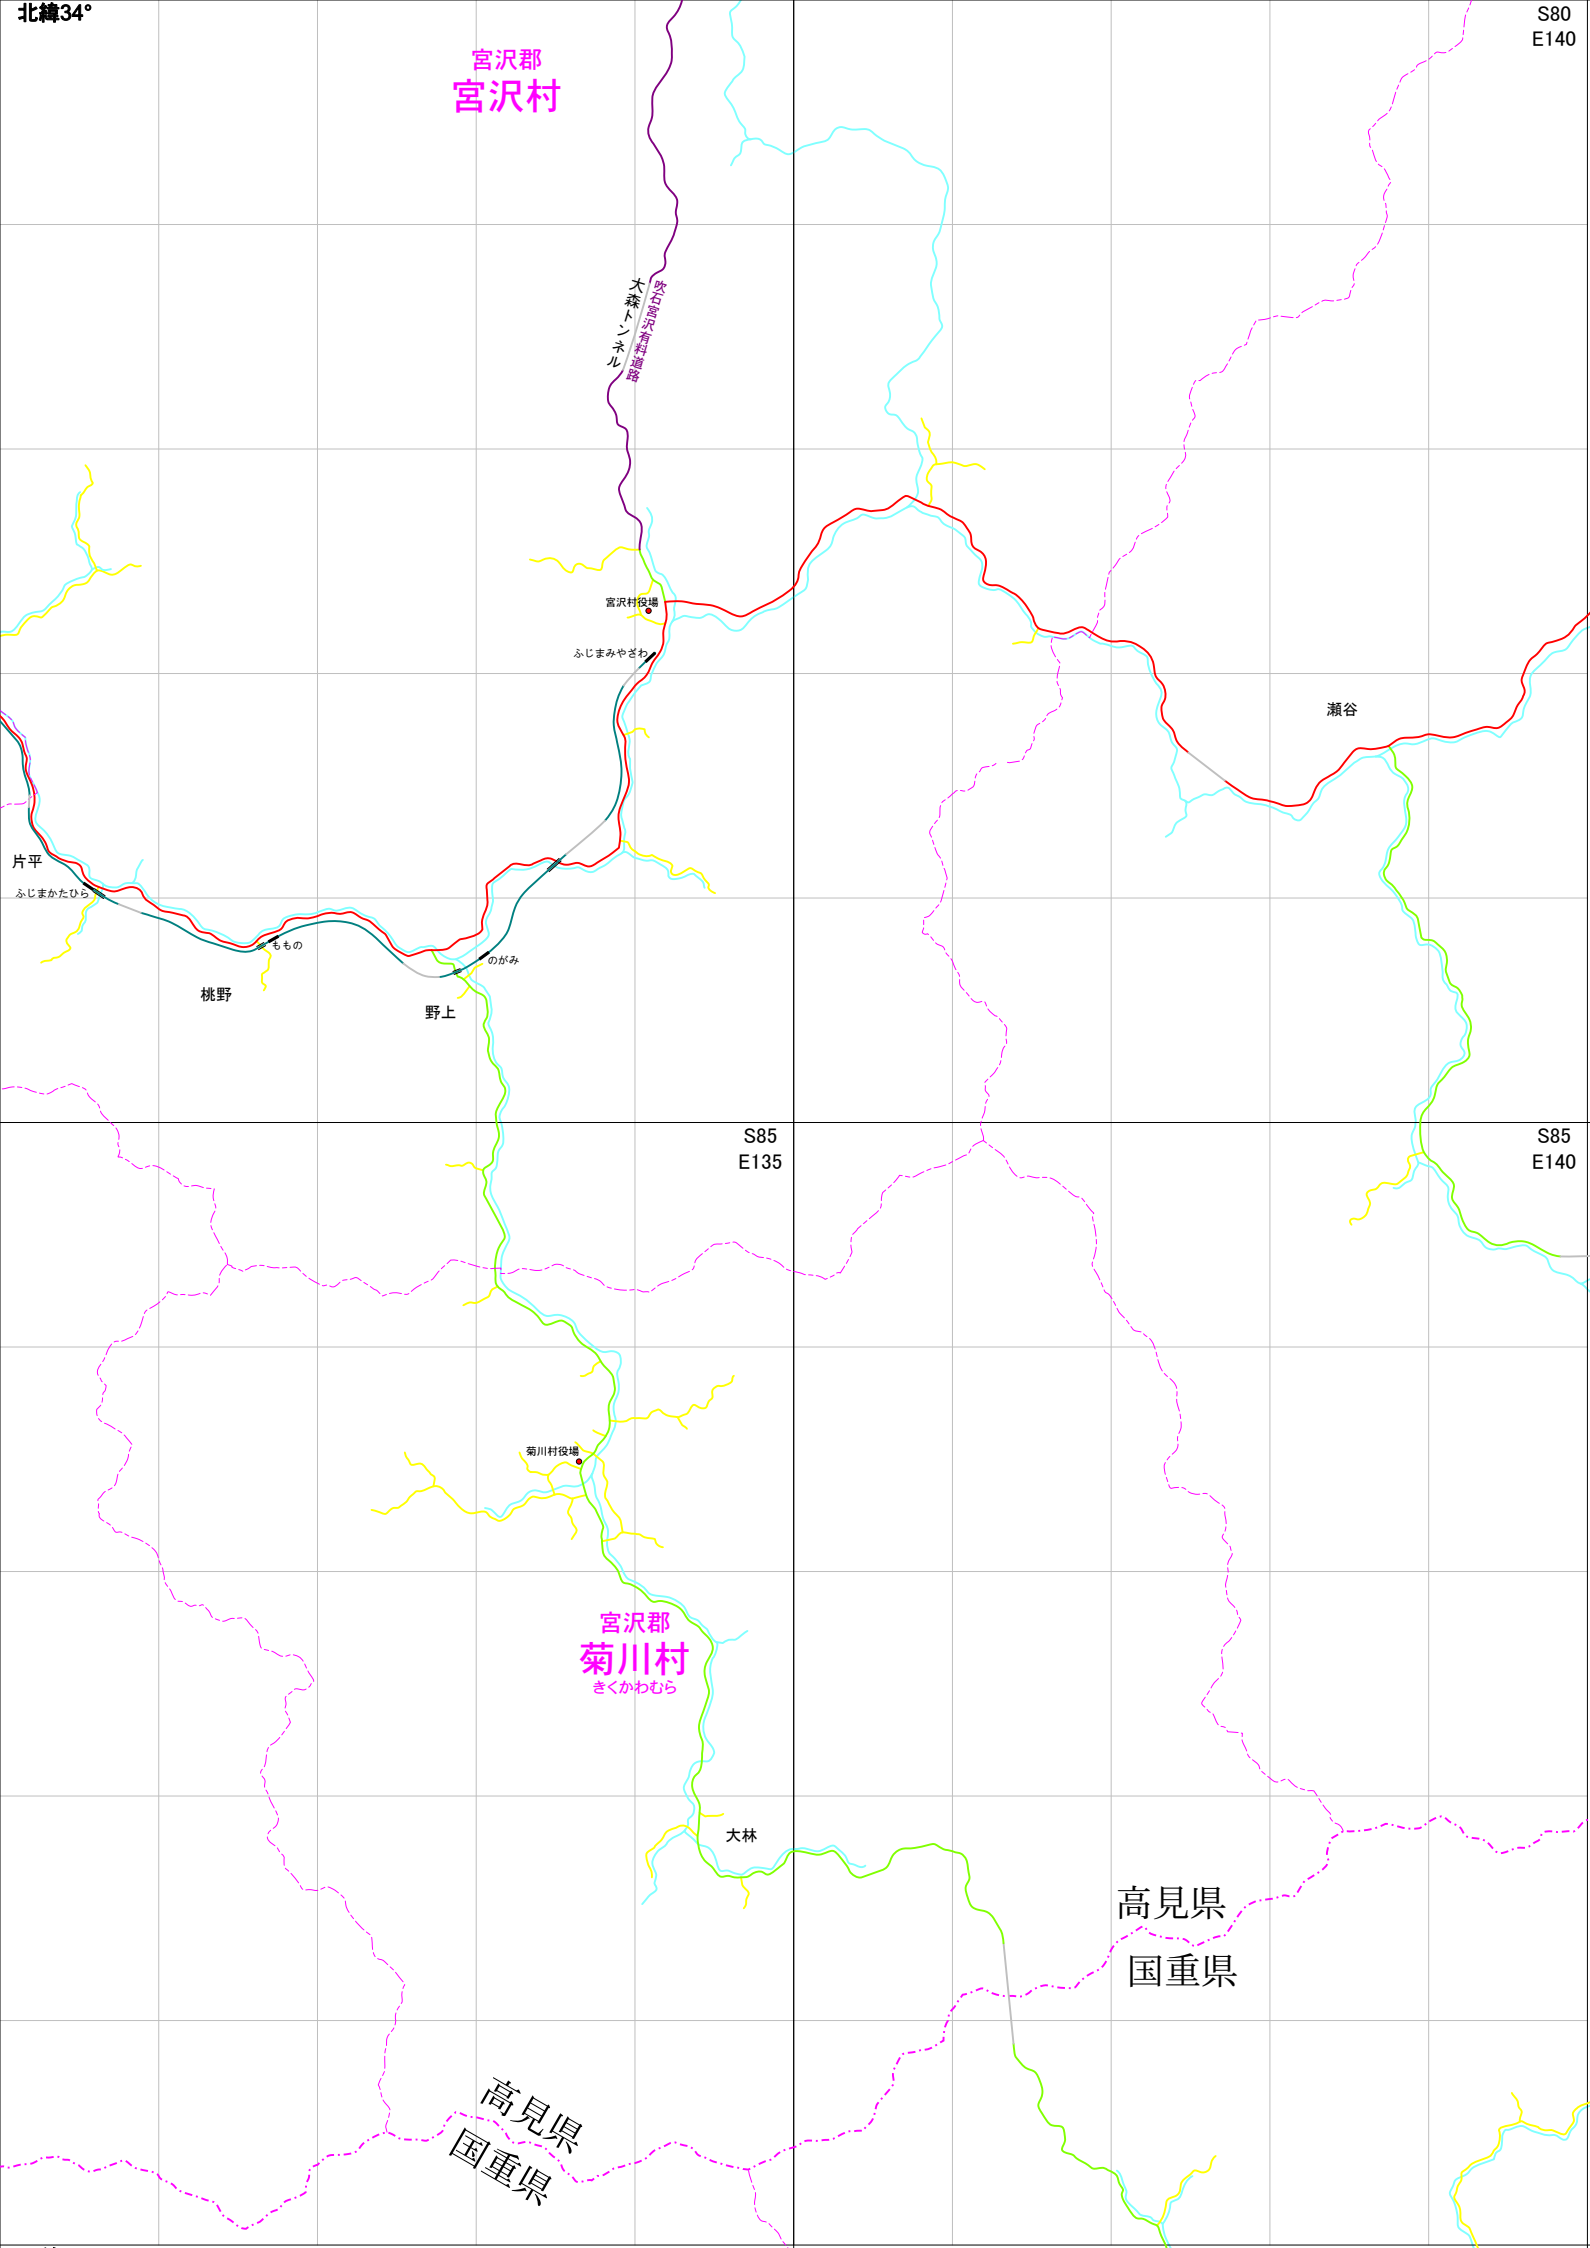 北緯34°
S80
E140
宮沢郡
宮沢村
大森トンネル
吹石宮沢有料道路
宮沢村役場
ふじまみやざわ
瀬谷
片平
ふじまかたひら
ももの
のがみ
桃野
野上
S85
E135
S85
E140
菊川村役場
宮沢郡
菊川村
きくかわむら
大林
高見県
国重県
高見県
国重県